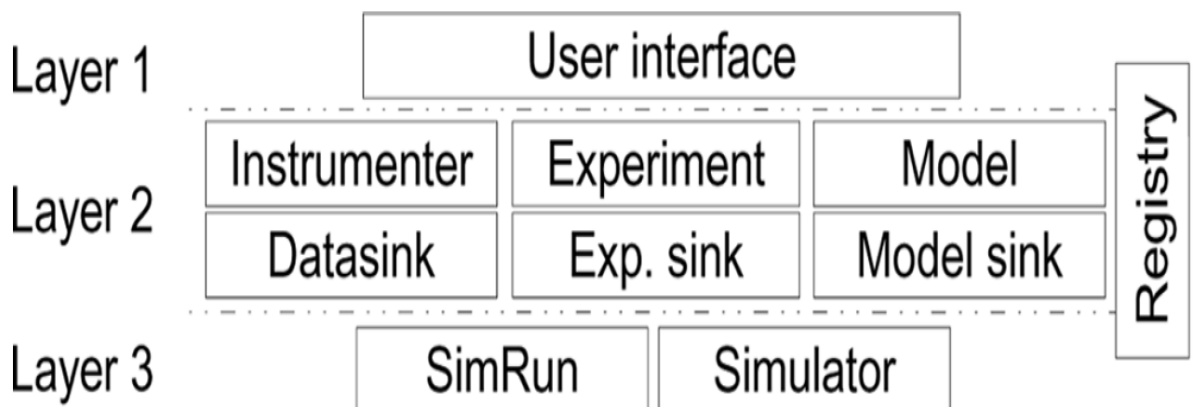 Layer 1
User interface
Layer 2
Instrumenter
Experiment
Model
Datasink
Exp. sink
Model sink
Layer 3
SimRun
Simulator
Registry